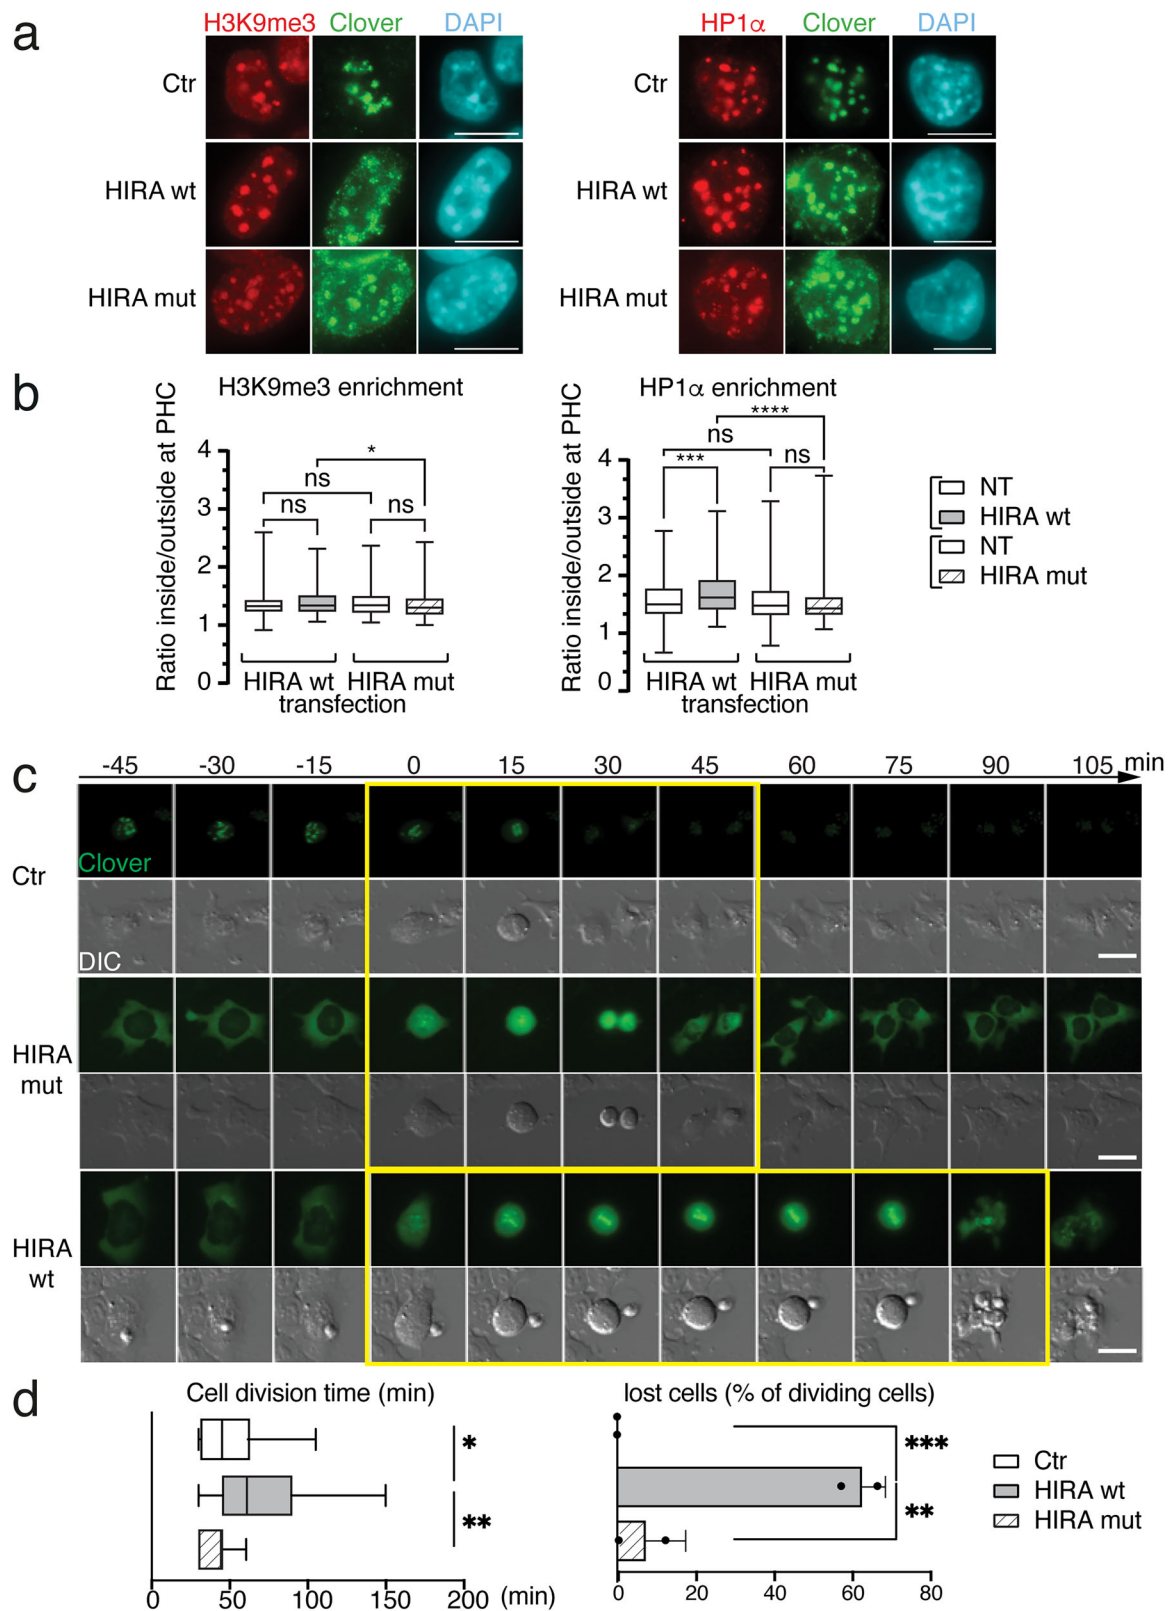 a
H3K9me3 Clover DAPI
HP1α Clover DAPI
Ctr
Ctr
HIRA wt
HIRA wt
HIRA mut
HIRA mut
b
H3K9me3 enrichment
Ratio inside/outside at PHC
4
3
2
1
0
*
ns
ns
ns
HIRA wt HIRA mut
transfection
HP1α enrichment
Ratio inside/outside at PHC
4
3
2
1
0
****
ns
***
ns
HIRA wt HIRA mut
transfection
NT
HIRA wt
NT
HIRA mut
c
-45 -30 -15 0 15 30 45 60 75 90 105 min
Ctr
Clover
DIC
HIRA
mut
HIRA
wt
d
Cell division time (min)
*
**
0 50 100 150 200 (min)
lost cells (% of dividing cells)
***
**
0 20 40 60 80
Ctr
HIRA wt
HIRA mut